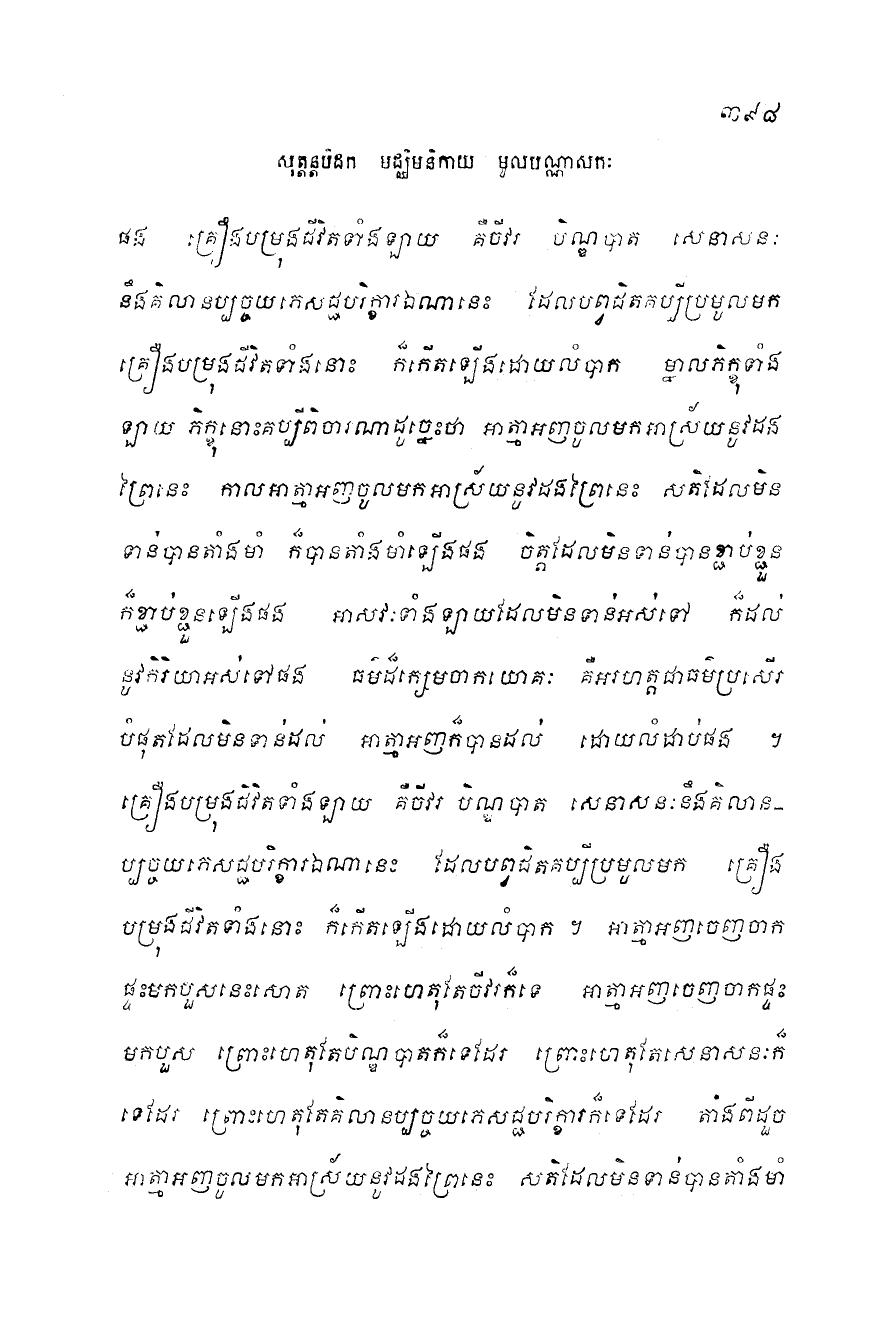 ៣៩៨
សុត្តន្តបិដក មជ្ឈិមនិកាយ មូលបណ្ណាសកៈ
ផង គ្រឿងបម្រុងជីវិតទាំងឡាយ គឺចីវរ បិណ្ឌបាត សេនាសនៈ
នឹងគិលានប្បច្ចយភេសជ្ជបរិក្ខារឯណានេះ ដែលបព្វជិតគប្បីប្រមូលមក
គ្រឿងបម្រុងជីវិតទាំងនោះ ក៏កើតឡើងដោយលំបាក ម្នាលភិក្ខុទាំង
ឡាយ ភិក្ខុនោះគប្បីពិចារណាដូច្នេះថា អាត្មាអញចូលមកអាស្រ័យនូវដង
ព្រៃនេះ កាលអាត្មាអញចូលមកអាស្រ័យនូវដងព្រៃនេះ សតិដែលមិន
ទាន់បានតាំងមាំ ក៏បានតាំងមាំឡើងផង ចិត្តដែលមិនទាន់បានខ្ជាប់ខ្ជួន
ក៏ខ្ជាប់ខ្ជួនឡើងផង អាសវៈទាំងឡាយដែលមិនទាន់អស់ទៅ ក៏ដល់
នូវកិរិយាអស់ទៅផង ធម៌ដ៏ក្សេមចាកយោគៈ គឺអរហត្តជាធម៌ប្រសើរ
បំផុតដែលមិនទាន់ដល់ អាត្មាអញក៏បានដល់ ដោយលំដាប់ផង ។
គ្រឿងបម្រុងជីវិតទាំងឡាយ គឺចីវរ បិណ្ឌបាត សេនាសនៈនឹងគិលាន-
ប្បច្ចយភេសជ្ជបរិក្ខារឯណានេះ ដែលបព្វជិតគប្បីប្រមូលមក គ្រឿង
បម្រុងជីវិតទាំងនោះ ក៏កើតឡើងដោយលំបាក ។ អាត្មាអញចេញចាក
ផ្ទះមកបួសនេះសោត ព្រោះហេតុតែចីវរក៏ទេ អាត្មាអញចេញចាកផ្ទះ
មកបួស ព្រោះហេតុតែបិណ្ឌបាតក៏ទេដែរ ព្រោះហេតុតែសេនាសនៈក៏
ទេដែរ ព្រោះហេតុតែគិលានប្បច្ចយភេសជ្ជបរិក្ខារក៏ទេដែរ តាំងពីដួច
អាត្មាអញចូលមកអាស្រ័យនូវដងព្រៃនេះ សតិដែលមិនទាន់បានតាំងមាំ